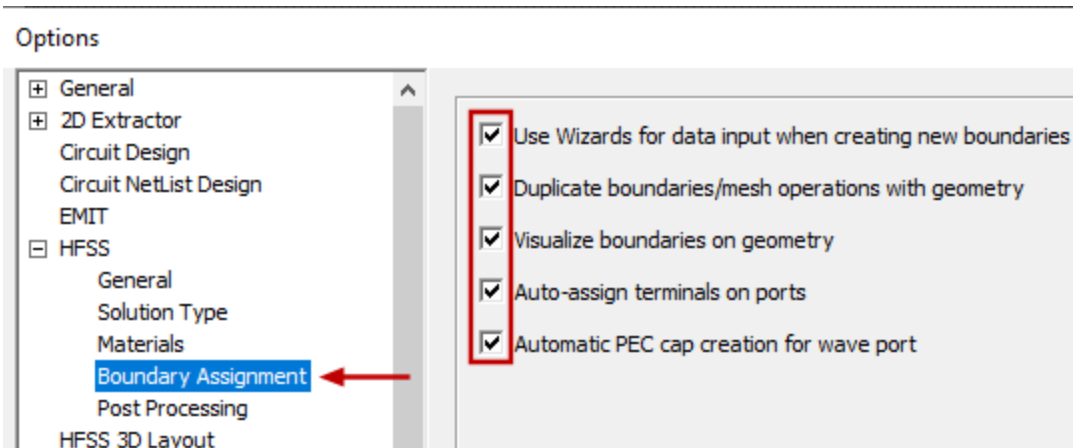 Options
General
2D Extractor
Circuit Design
Circuit NetList Design
EMIT
HFSS
General
Solution Type
Materials
Boundary Assignment
Post Processing
HFSS 3D Layout
Use Wizards for data input when creating new boundaries
Duplicate boundaries/mesh operations with geometry
Visualize boundaries on geometry
Auto-assign terminals on ports
Automatic PEC cap creation for wave port